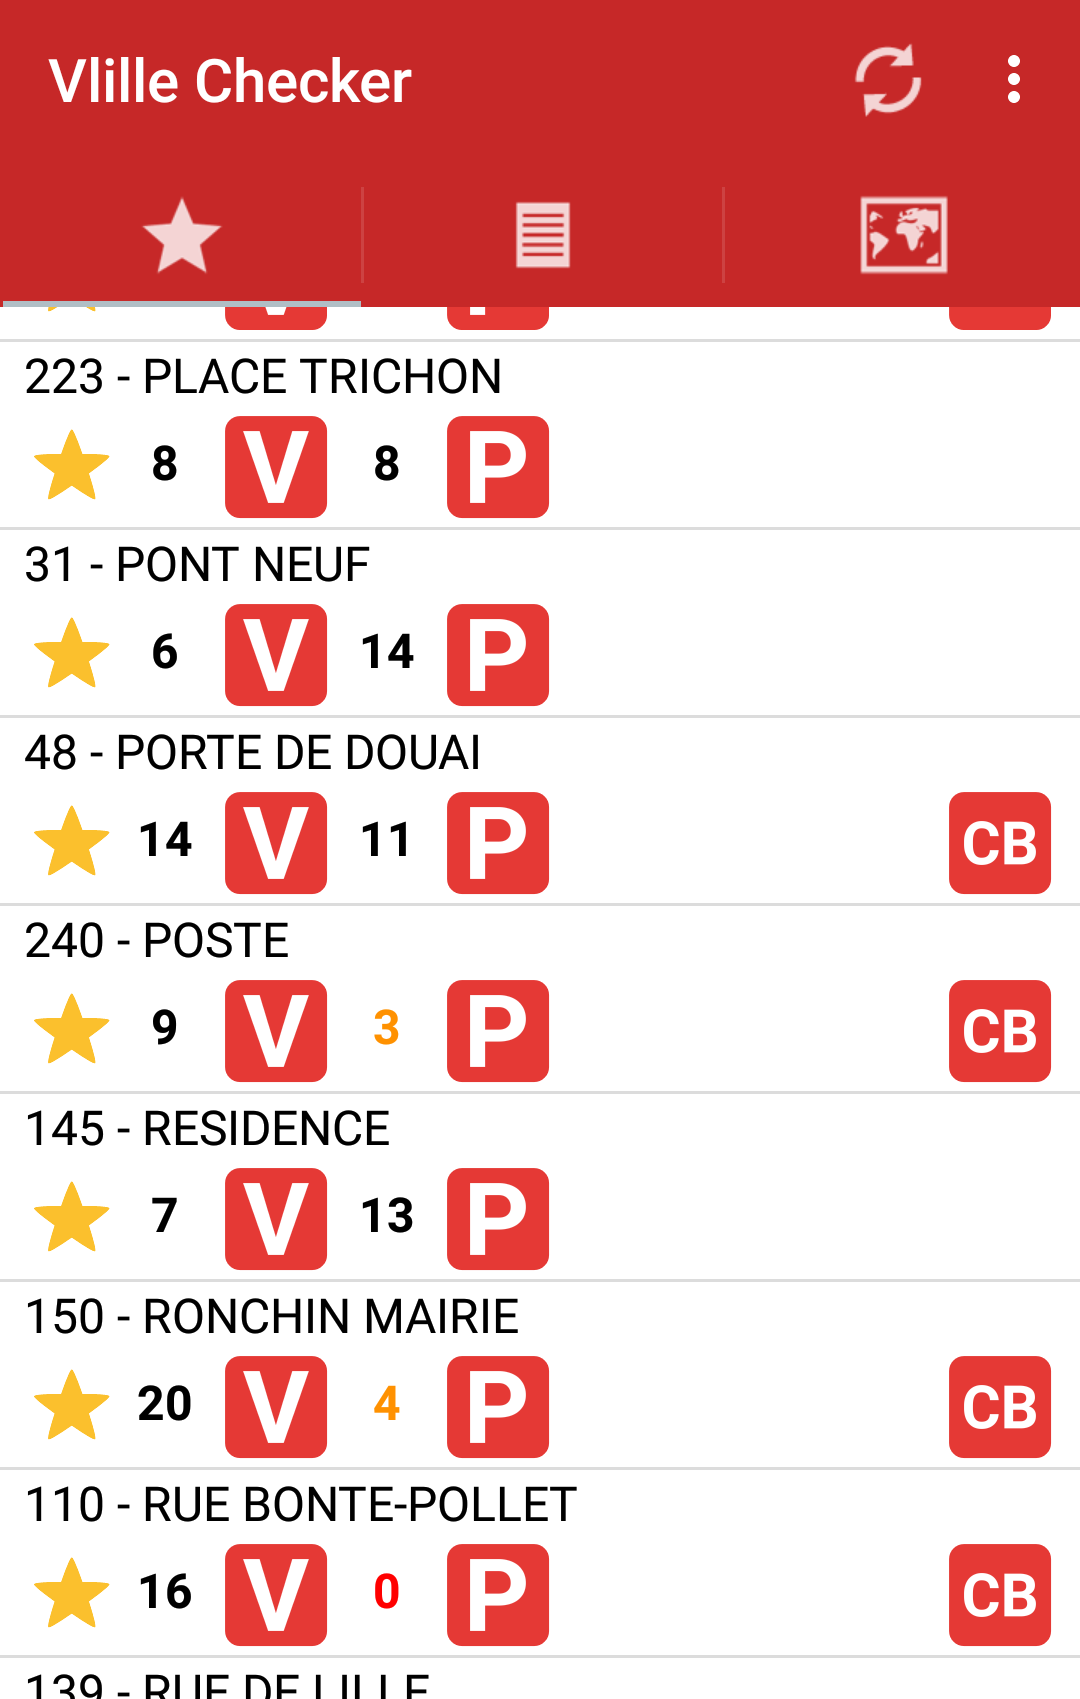 Vlille Checker
223 - PLACE TRICHON
8 V 8 P
31 - PONT NEUF
6 V 14 P
48 - PORTE DE DOUAI
14 V 11 P CB
240 - POSTE
9 V 3 P CB
145 - RESIDENCE
7 V 13 P
150 - RONCHIN MAIRIE
20 V 4 P CB
110 - RUE BONTE-POLLET
16 V 0 P CB
139 - RUE DE LILLE